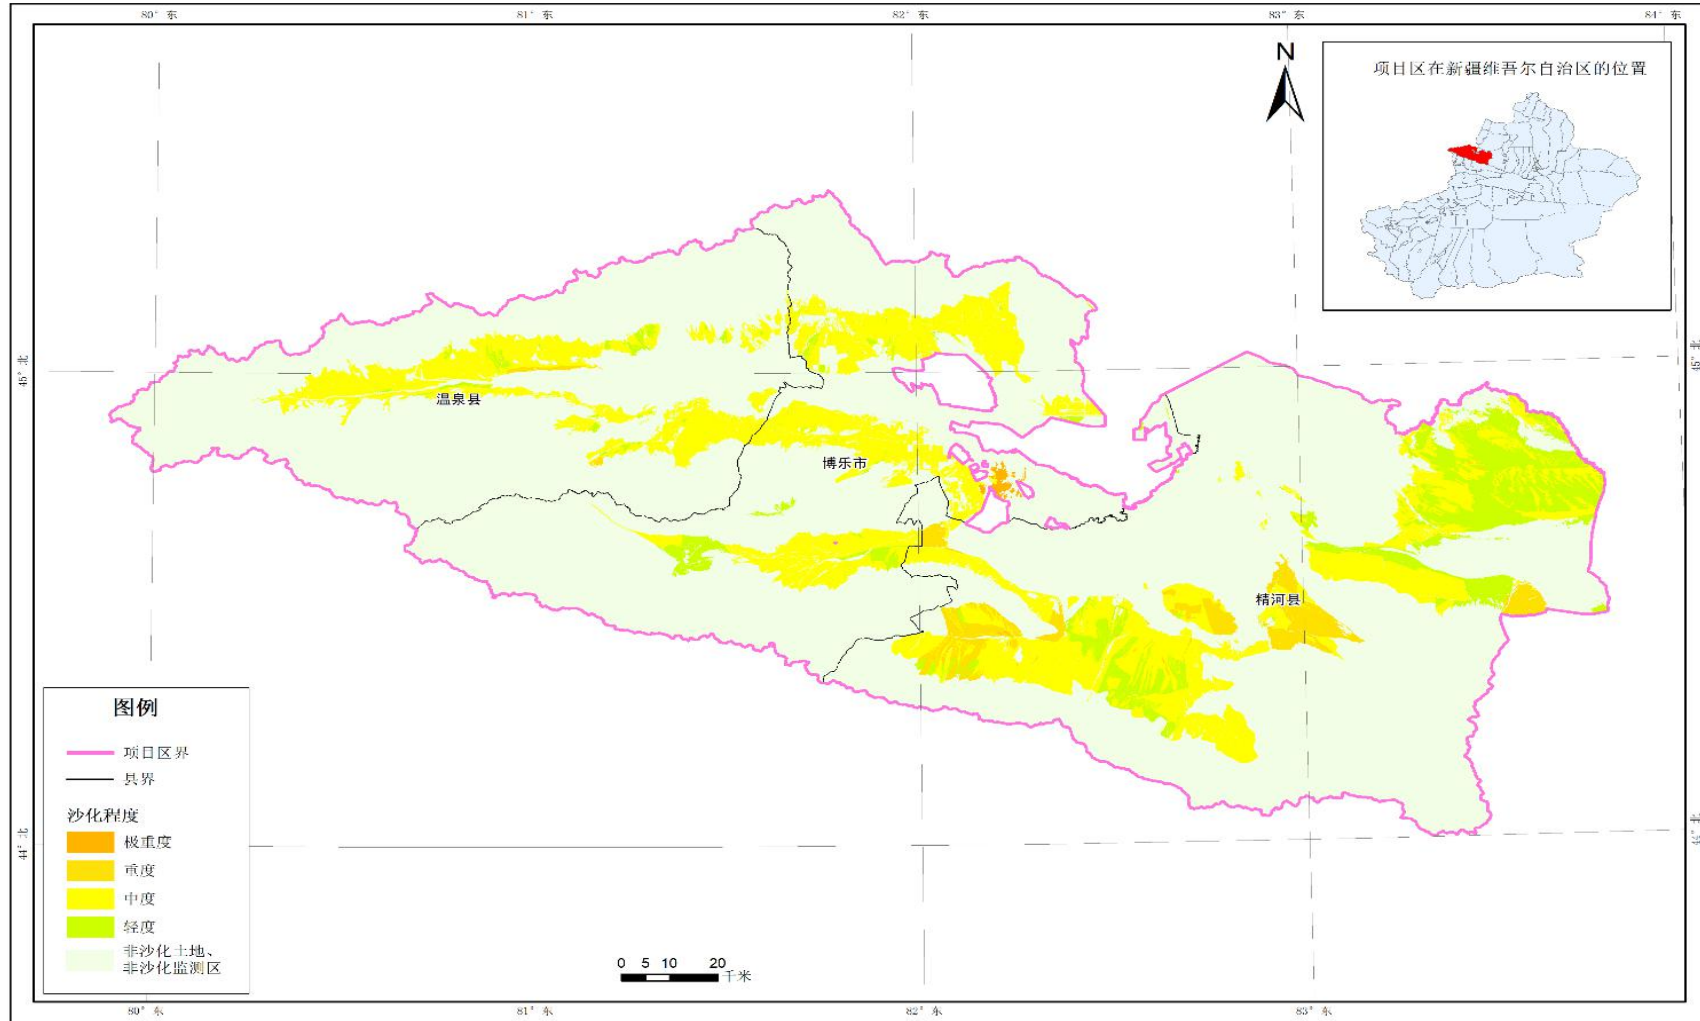 80° 东
81° 东
82° 东
83° 东
84° 东
N
项目区在新疆维吾尔自治区的位置
45° 北
45° 北
温泉县
博乐市
精河县
图例
项目区界
县界
沙化程度
极重度
重度
中度
轻度
非沙化土地、
非沙化监测区
44° 北
44° 北
0 5 10 20
千米
80° 东
81° 东
82° 东
83° 东